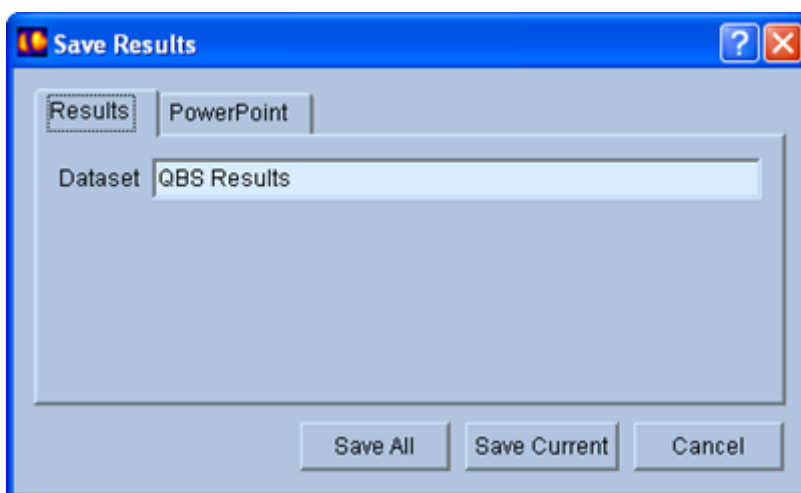 Save Results
Results PowerPoint
Dataset QBS Results
Save All Save Current Cancel